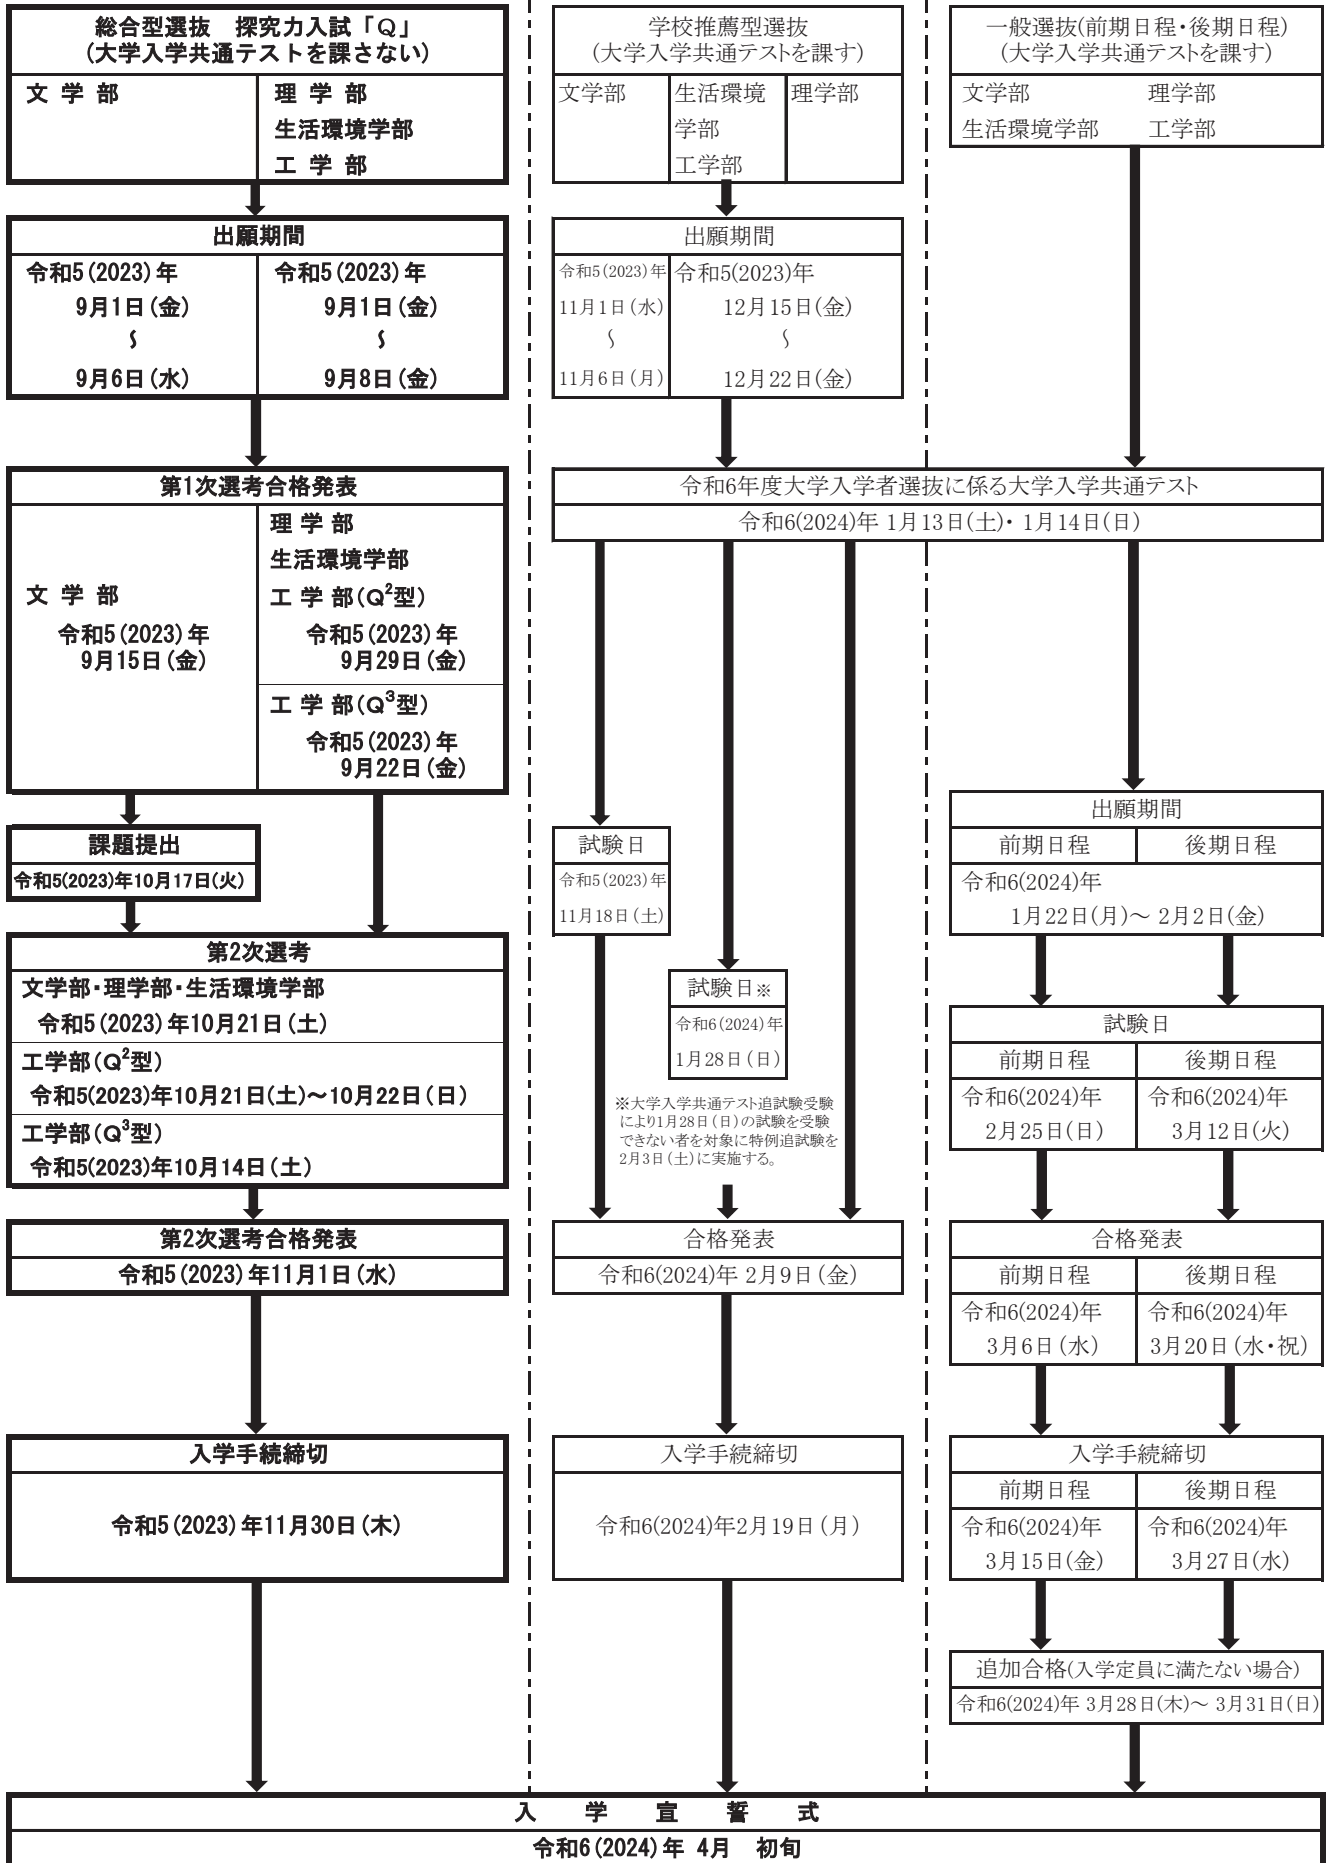 総合型選抜　探究力入試「Q」
(大学入学共通テストを課さない)
文 学 部
理 学 部
生活環境学部
工 学 部
出願期間
令和5(2023)年
9月1日(金)
～
9月6日(水)
令和5(2023)年
9月1日(金)
～
9月8日(金)
第1次選考合格発表
文 学 部
令和5(2023)年
9月15日(金)
理 学 部
生活環境学部
工 学 部(Q²型)
令和5(2023)年
9月29日(金)
工 学 部(Q³型)
令和5(2023)年
9月22日(金)
課題提出
令和5(2023)年10月17日(火)
第2次選考
文学部・理学部・生活環境学部
令和5(2023)年10月21日(土)
工学部(Q²型)
令和5(2023)年10月21日(土)～10月22日(日)
工学部(Q³型)
令和5(2023)年10月14日(土)
第2次選考合格発表
令和5(2023)年11月1日(水)
入学手続締切
令和5(2023)年11月30日(木)
学校推薦型選抜
(大学入学共通テストを課す)
文学部
生活環境
学部
工学部
理学部
出願期間
令和5(2023)年
11月1日(水)
～
11月6日(月)
令和5(2023)年
12月15日(金)
～
12月22日(金)
令和6年度大学入学者選抜に係る大学入学共通テスト
令和6(2024)年 1月13日(土)・ 1月14日(日)
試験日
令和5(2023)年
11月18日(土)
試験日※
令和6(2024)年
1月28日(日)
※大学入学共通テスト追試験受験
により1月28日(日)の試験を受験
できない者を対象に特例追試験を
2月3日(土)に実施する。
合格発表
令和6(2024)年 2月9日(金)
入学手続締切
令和6(2024)年2月19日(月)
一般選抜(前期日程・後期日程)
(大学入学共通テストを課す)
文学部　理学部
生活環境学部　工学部
出願期間
前期日程　後期日程
令和6(2024)年
1月22日(月)～ 2月2日(金)
試験日
前期日程　後期日程
令和6(2024)年　令和6(2024)年
2月25日(日)　3月12日(火)
合格発表
前期日程　後期日程
令和6(2024)年　令和6(2024)年
3月6日(水)　3月20日(水・祝)
入学手続締切
前期日程　後期日程
令和6(2024)年　令和6(2024)年
3月15日(金)　3月27日(水)
追加合格(入学定員に満たない場合)
令和6(2024)年 3月28日(木)～ 3月31日(日)
入　学　宣　誓　式
令和6(2024)年 4月　初旬